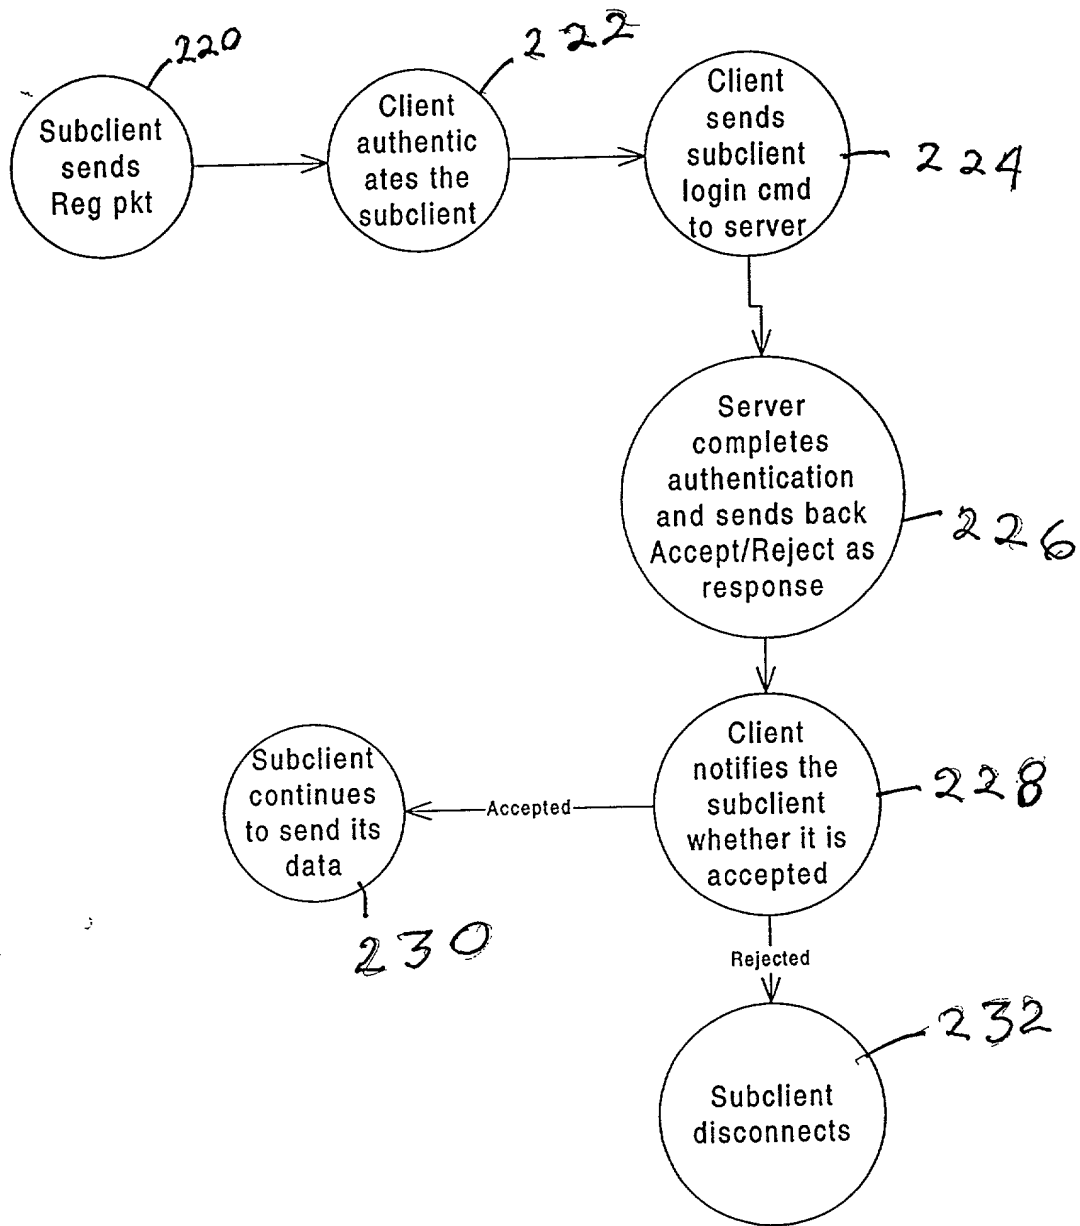 220
Subclient
sends
Reg pkt
222
Client
authentic
ates the
subclient
Client
sends
subclient
login cmd
to server
224
Server
completes
authentication
and sends back
Accept/Reject as
response
226
Client
notifies the
subclient
whether it is
accepted
228
Accepted
Subclient
continues
to send its
data
230
Rejected
Subclient
disconnects
232